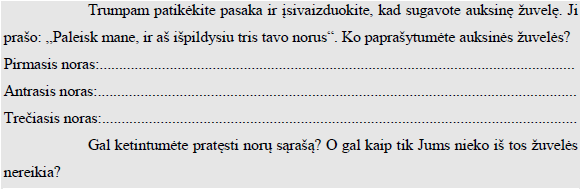 Trumpam patikėkite pasaka ir įsivaizduokite, kad sugavote auksinę žuvelę. Ji
prašo: „Paleisk mane, ir aš išpildysiu tris tavo norus“. Ko paprašytumėte auksinės žuvelės?
Pirmasis noras:....................................................................................................
Antrasis noras:.....................................................................................................
Trečiasis noras:....................................................................................................
Gal ketintumėte pratęsti norų sąrašą? O gal kaip tik Jums nieko iš tos žuvelės
nereikia?